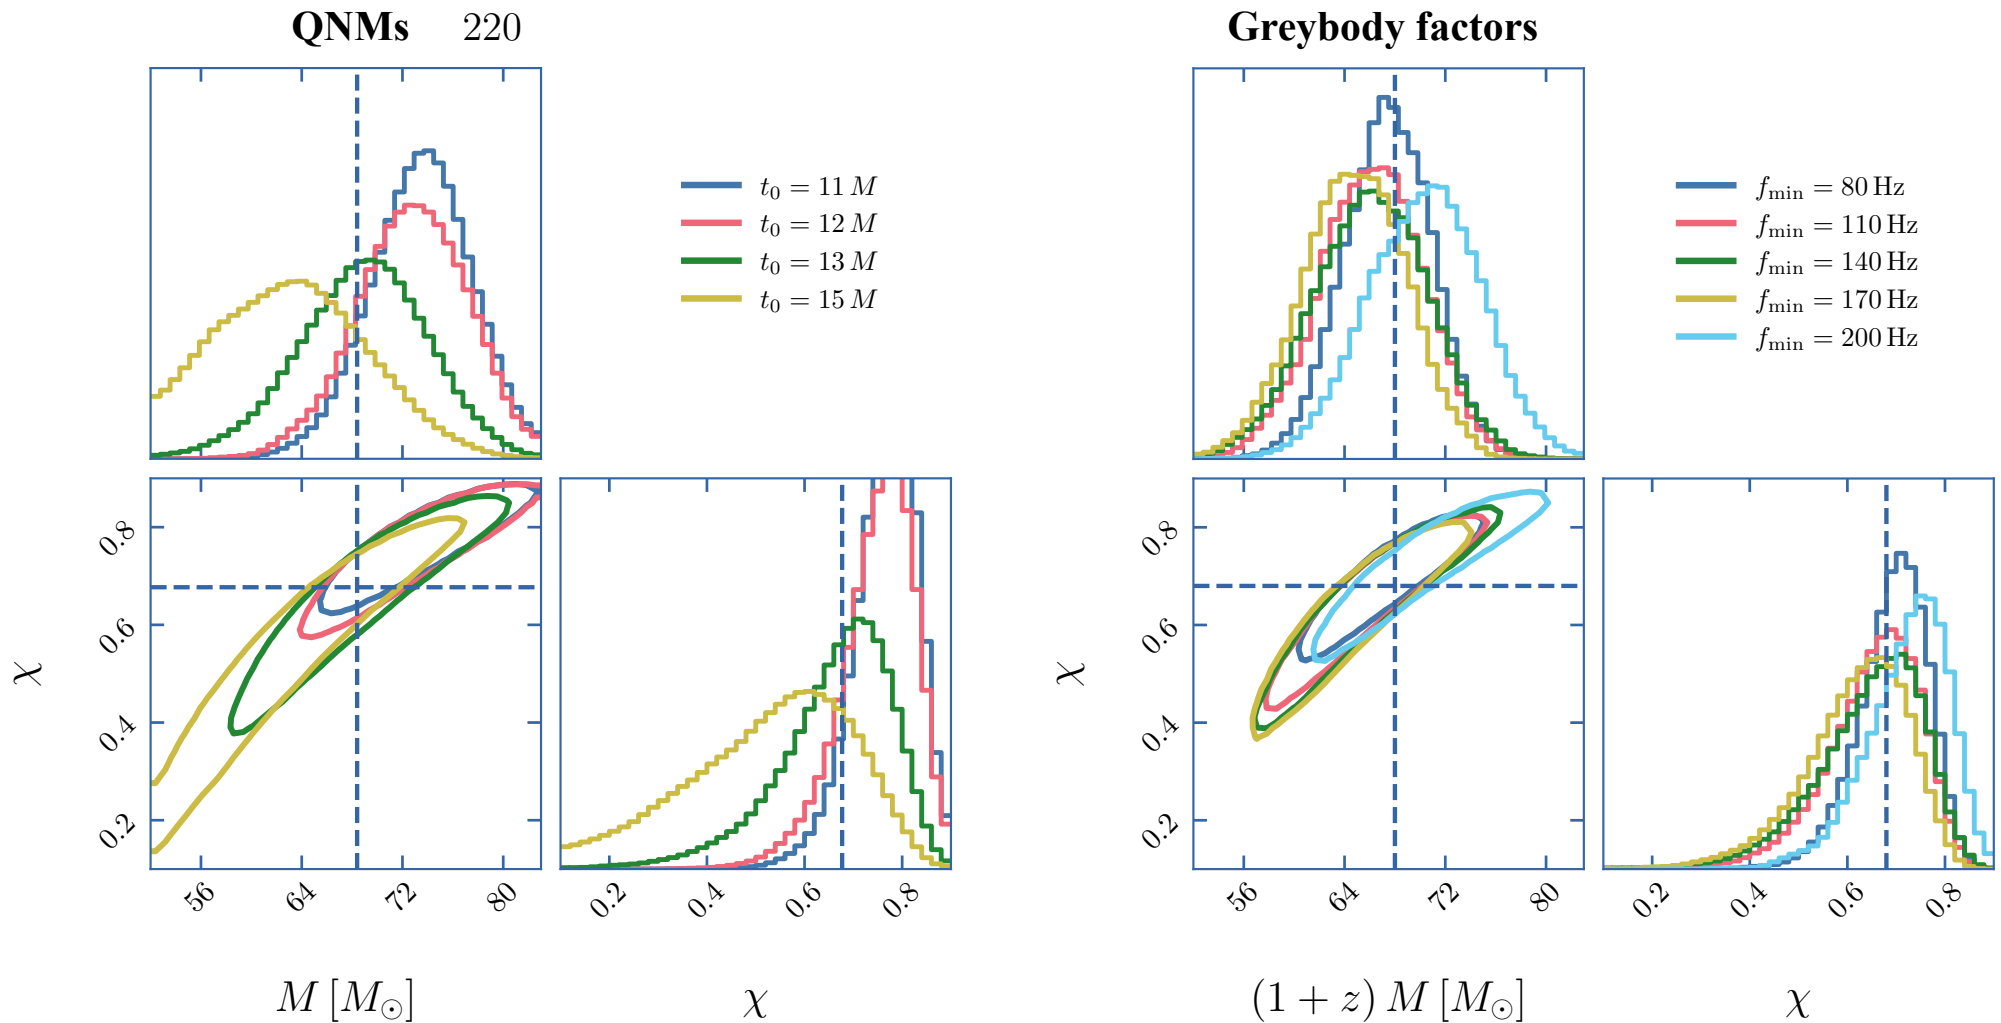 QNMs 220
t₀ = 11 M
t₀ = 12 M
t₀ = 13 M
t₀ = 15 M
0.8
0.6
0.4
0.2
χ
56
64
72
80
M [M⊙]
0.2
0.4
0.6
0.8
χ
Greybody factors
f_min = 80 Hz
f_min = 110 Hz
f_min = 140 Hz
f_min = 170 Hz
f_min = 200 Hz
0.8
0.6
0.4
0.2
χ
56
64
72
80
(1 + z) M [M⊙]
0.2
0.4
0.6
0.8
χ